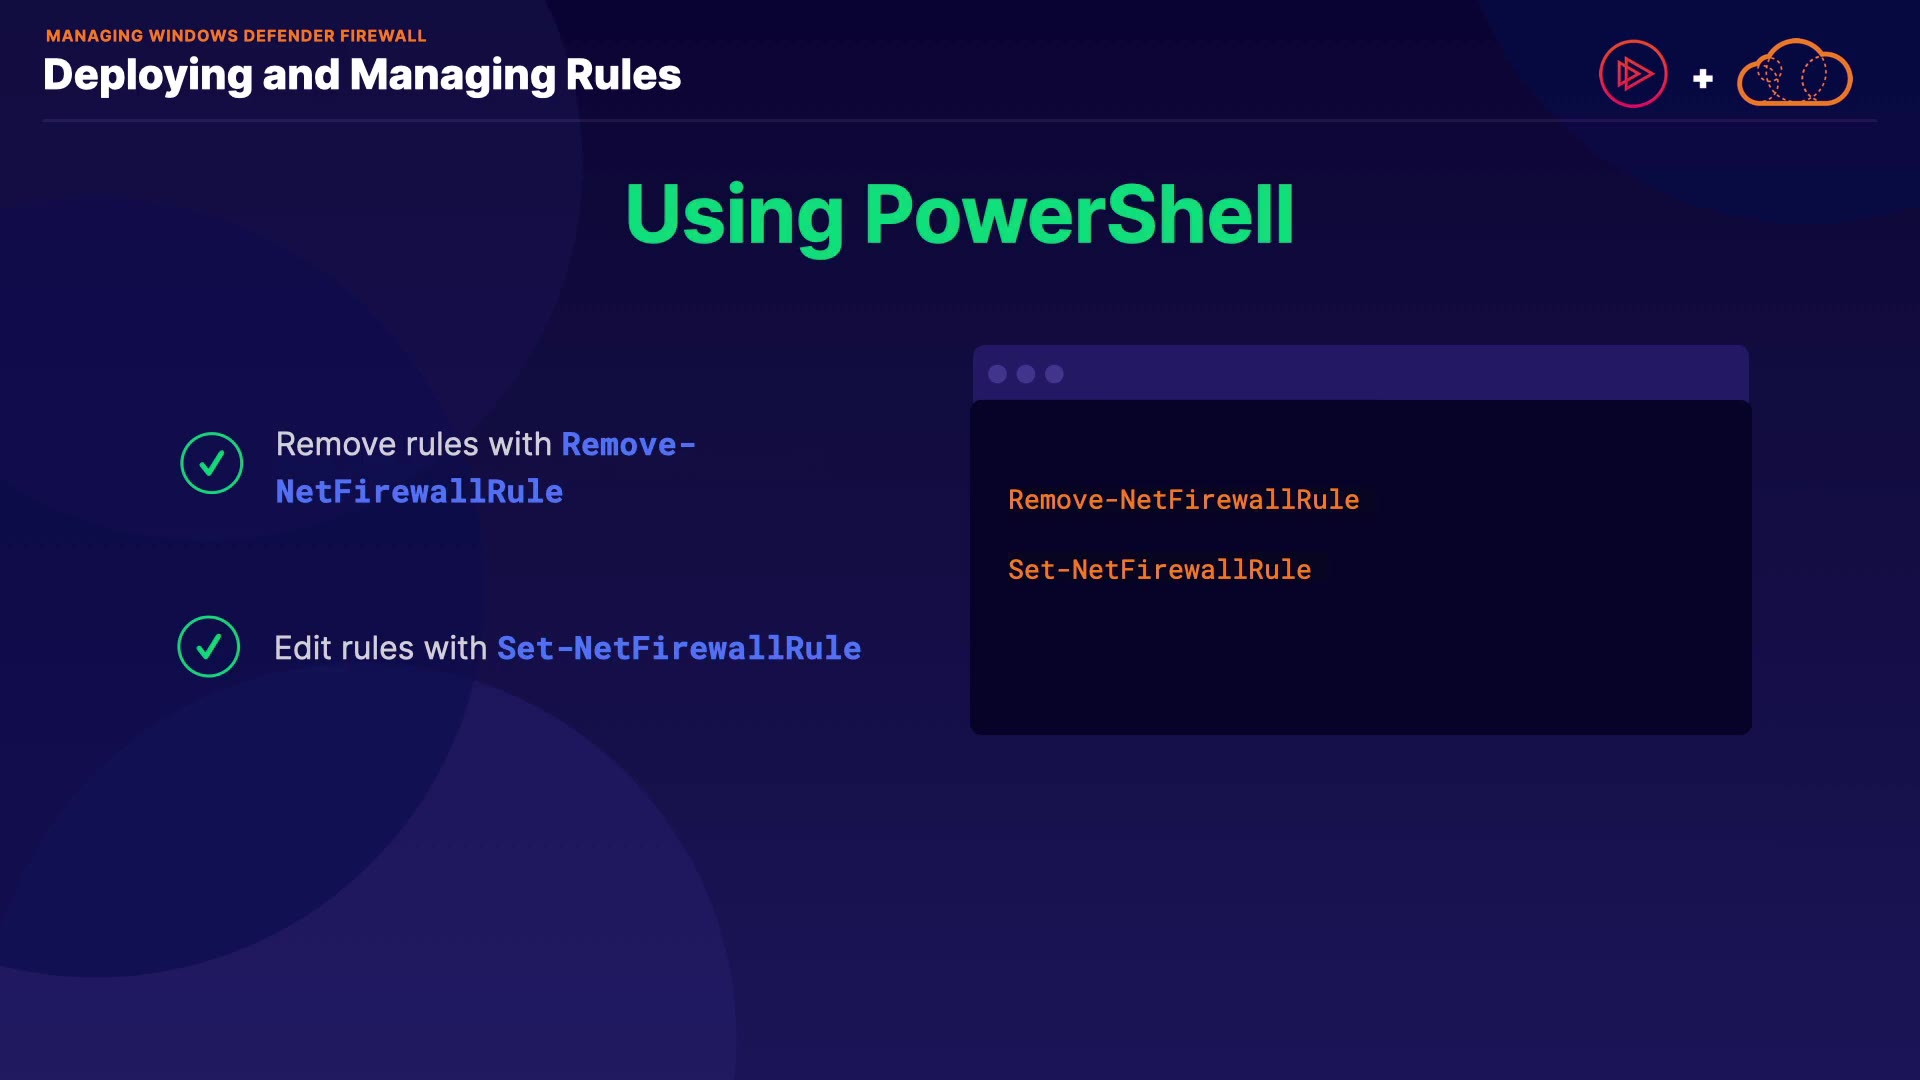 MANAGING WINDOWS DEFENDER FIREWALL
Deploying and Managing Rules
+
Using PowerShell
Remove rules with Remove-
NetFirewallRule
Edit rules with Set-NetFirewallRule
Remove-NetFirewallRule
Set-NetFirewallRule